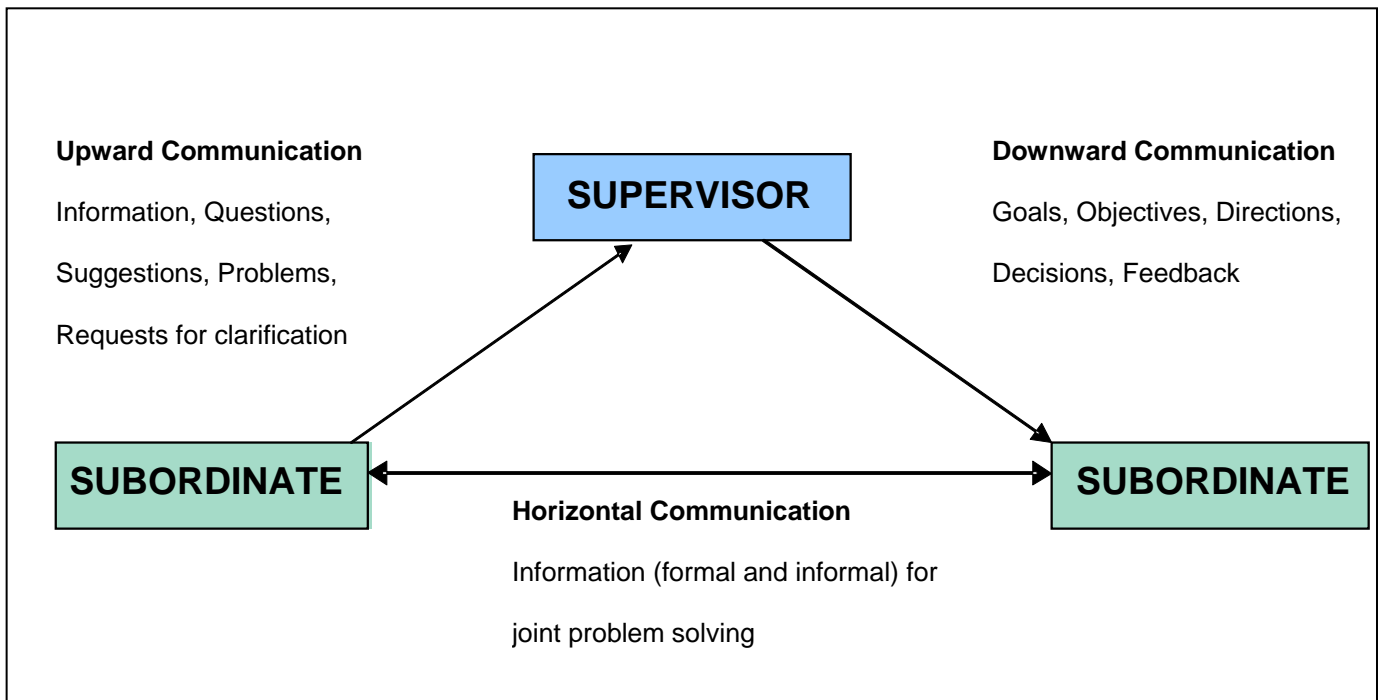 Upward Communication
Information, Questions,
Suggestions, Problems,
Requests for clarification
SUPERVISOR
Downward Communication
Goals, Objectives, Directions,
Decisions, Feedback
SUBORDINATE
SUBORDINATE
Horizontal Communication
Information (formal and informal) for
joint problem solving